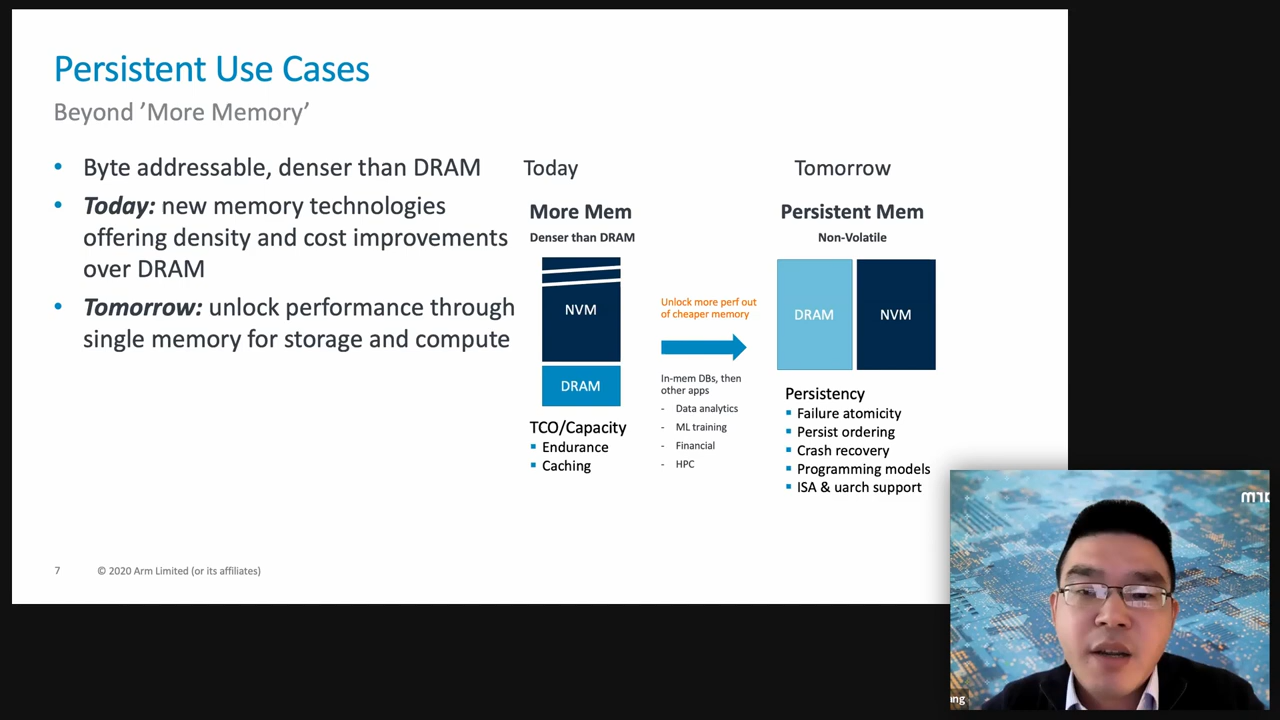 Persistent Use Cases
Beyond ’More Memory’
• Byte addressable, denser than DRAM
• Today: new memory technologies
offering density and cost improvements
over DRAM
• Tomorrow: unlock performance through
single memory for storage and compute
Today
More Mem
Denser than DRAM
NVM
DRAM
TCO/Capacity
▪ Endurance
▪ Caching
Unlock more perf out
of cheaper memory
In-mem DBs, then
other apps
- Data analytics
- ML training
- Financial
- HPC
Tomorrow
Persistent Mem
Non-Volatile
DRAM
NVM
Persistency
▪ Failure atomicity
▪ Persist ordering
▪ Crash recovery
▪ Programming models
▪ ISA & uarch support
7
© 2020 Arm Limited (or its affiliates)